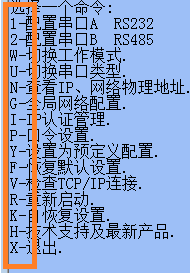 选择一个命令:
1-配置串口A RS232
2-配置串口B RS485
W-切换工作模式.
U-切换串口类型.
N-查看IP、网络物理地址.
G-全局网络配置.
I-IP认证管理.
P-口令设置.
Y-设置为预定义配置.
F-恢复默认设置.
V-检查TCP/IP连接.
R-重新启动.
K-自恢复设置.
H-技术支持及最新产品.
X-退出.